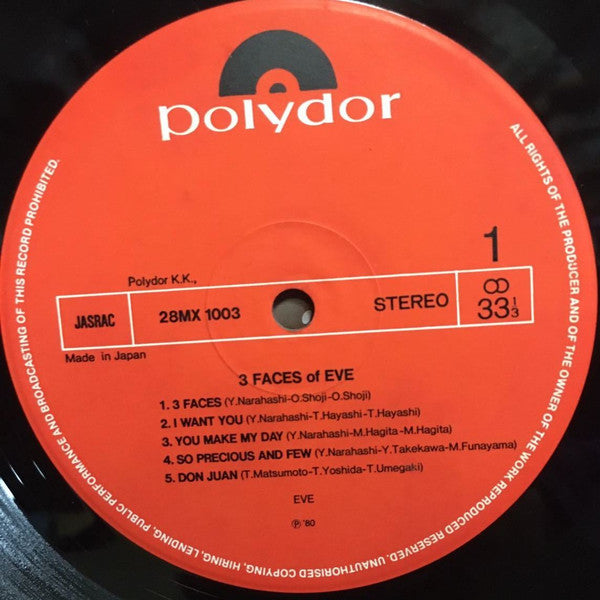 polydor
1
Polydor K.K.,
JASRAC
28MX 1003
STEREO
33 1/3
Made in Japan
3 FACES of EVE
1. 3 FACES (Y.Narahashi-O.Shoji-O.Shoji)
2. I WANT YOU (Y.Narahashi-T.Hayashi-T.Hayashi)
3. YOU MAKE MY DAY (Y.Narahashi-M.Hagita-M.Hagita)
4. SO PRECIOUS AND FEW (Y.Narahashi-Y.Takekawa-M.Funayama)
5. DON JUAN (T.Matsumoto-T.Yoshida-T.Umegaki)
EVE
℗ '80
ALL RIGHTS OF THE PRODUCER AND OF THE OWNER OF THE WORK REPRODUCED RESERVED. UNAUTHORISED COPYING, HIRING, LENDING, PUBLIC PERFORMANCE AND BROADCASTING OF THIS RECORD PROHIBITED.